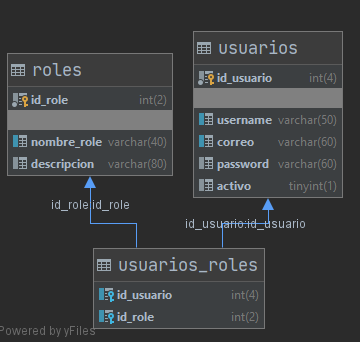 roles
id_role int(2)
nombre_role varchar(40)
descripcion varchar(80)
usuarios
id_usuario int(4)
username varchar(50)
correo varchar(60)
password varchar(60)
activo tinyint(1)
id_role:id_role
id_usuario:id_usuario
usuarios_roles
id_usuario int(4)
id_role int(2)
Powered by yFiles